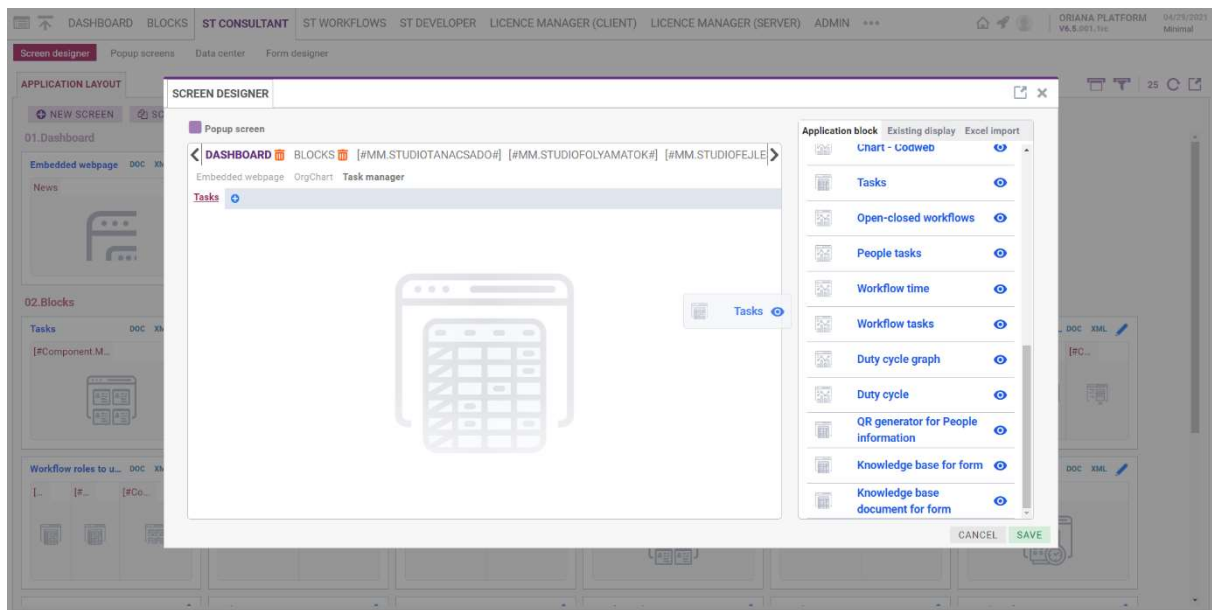 DASHBOARD BLOCKS ST CONSULTANT ST WORKFLOWS ST DEVELOPER LICENCE MANAGER (CLIENT) LICENCE MANAGER (SERVER) ADMIN
ORIANA PLATFORM 04/29/2021
Minimal
Screen designer Popup screens Data center Form designer
APPLICATION LAYOUT
25
SCREEN DESIGNER
NEW SCREEN
01.Dashboard
Embedded webpage DOC
News
Popup screen
DASHBOARD BLOCKS [#MM.STUDIOTANACSADO#] [#MM.STUDIOFOLYAMATOK#] [#MM.STUDIOFEJLE
Embedded webpage OrgChart Task manager
Tasks
Application block Existing display Excel import
Chart - Codweb
Tasks
Open-closed workflows
People tasks
Workflow time
Workflow tasks
Duty cycle graph
Duty cycle
QR generator for People
information
Knowledge base for form
Knowledge base
document for form
Tasks
CANCEL SAVE
02.Blocks
Tasks DOC
[#Component.M...
DOC XML
[#C...
Workflow roles to u... DOC
[... [#... [#Co...
DOC XML